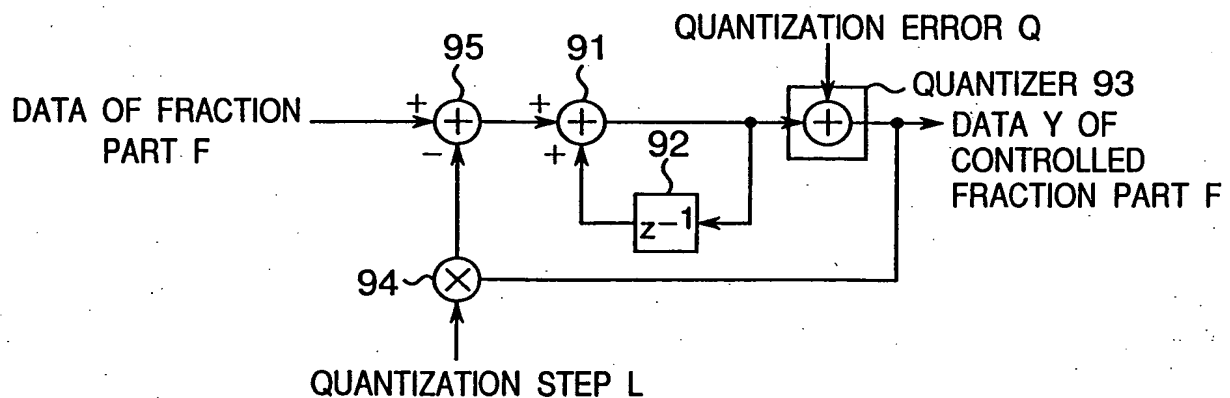 QUANTIZATION ERROR Q
95
91
QUANTIZER 93
DATA OF FRACTION
PART F
+
+
+
+
+
−
+
92
z-1
DATA Y OF
CONTROLLED
FRACTION PART F
94
×
QUANTIZATION STEP L